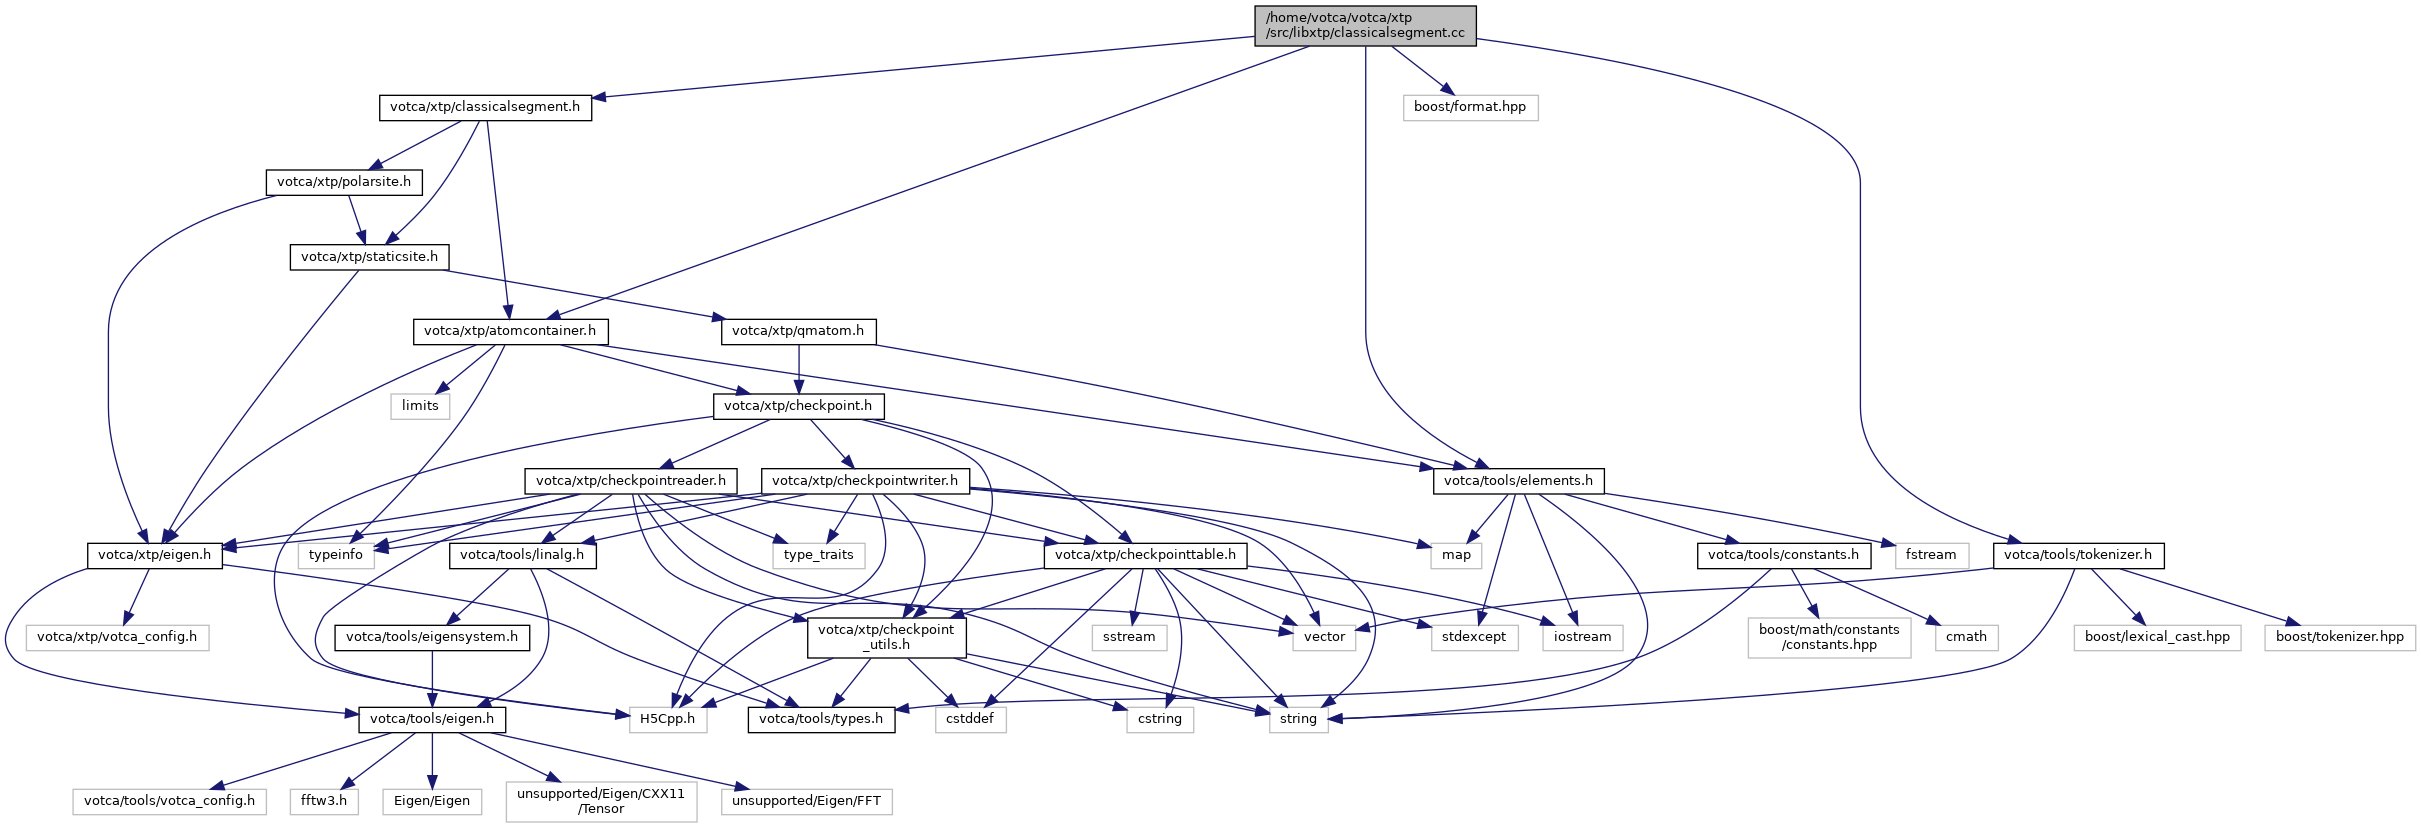 /home/votca/votca/xtp
/src/libxtp/classicalsegment.cc
votca/xtp/classicalsegment.h
boost/format.hpp
votca/xtp/polarsite.h
votca/xtp/staticsite.h
votca/xtp/atomcontainer.h
votca/xtp/qmatom.h
limits
votca/xtp/checkpoint.h
votca/xtp/checkpointreader.h
votca/xtp/checkpointwriter.h
votca/tools/elements.h
votca/xtp/eigen.h
typeinfo
votca/tools/linalg.h
type_traits
votca/xtp/checkpointtable.h
map
votca/tools/constants.h
fstream
votca/tools/tokenizer.h
votca/xtp/votca_config.h
votca/tools/eigensystem.h
votca/xtp/checkpoint
_utils.h
sstream
vector
stdexcept
iostream
boost/math/constants
/constants.hpp
cmath
boost/lexical_cast.hpp
boost/tokenizer.hpp
votca/tools/eigen.h
H5Cpp.h
votca/tools/types.h
cstddef
cstring
string
votca/tools/votca_config.h
fftw3.h
Eigen/Eigen
unsupported/Eigen/CXX11
/Tensor
unsupported/Eigen/FFT